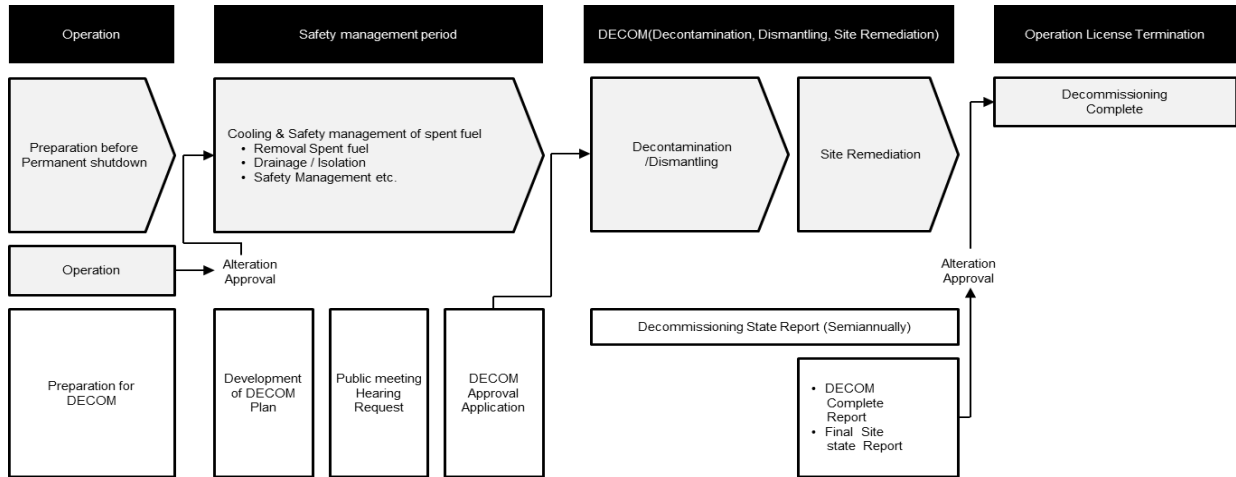 Operation
Safety management period
DECOM(Decontamination, Dismantling, Site Remediation)
Operation License Termination
Preparation before
Permanent shutdown
Cooling & Safety management of spent fuel
• Removal Spent fuel
• Drainage / Isolation
• Safety Management etc.
Decontamination
/Dismantling
Site Remediation
Decommissioning
Complete
Operation
Alteration
Approval
Alteration
Approval
Preparation for
DECOM
Development
of DECOM
Plan
Public meeting
Hearing
Request
DECOM
Approval
Application
Decommissioning State Report (Semiannually)
• DECOM
Complete
Report
• Final Site
state Report